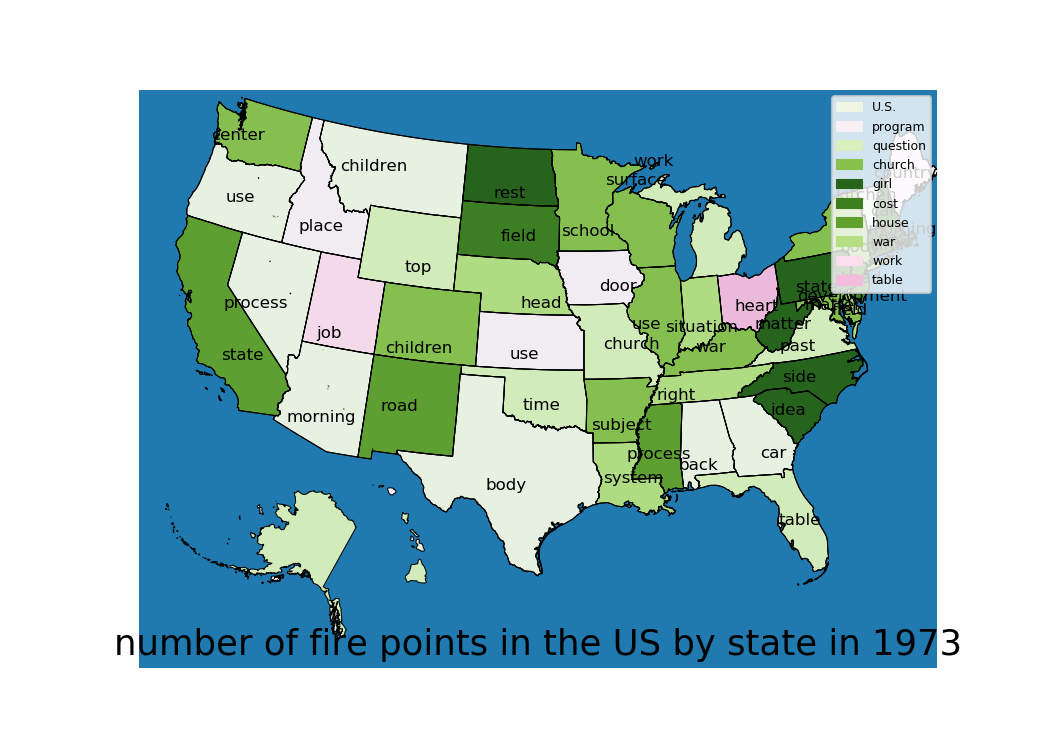 center
children
work
surface
U.S.
program
question
church
girl
cost
house
war
work
table
use
place
rest
field
school
top
door
state
process
job
children
head
use
church
use
situation
war
heart
matter
past
state
development
field
morning
road
time
right
side
subject
idea
process
back
car
system
body
table
number of fire points in the US by state in 1973